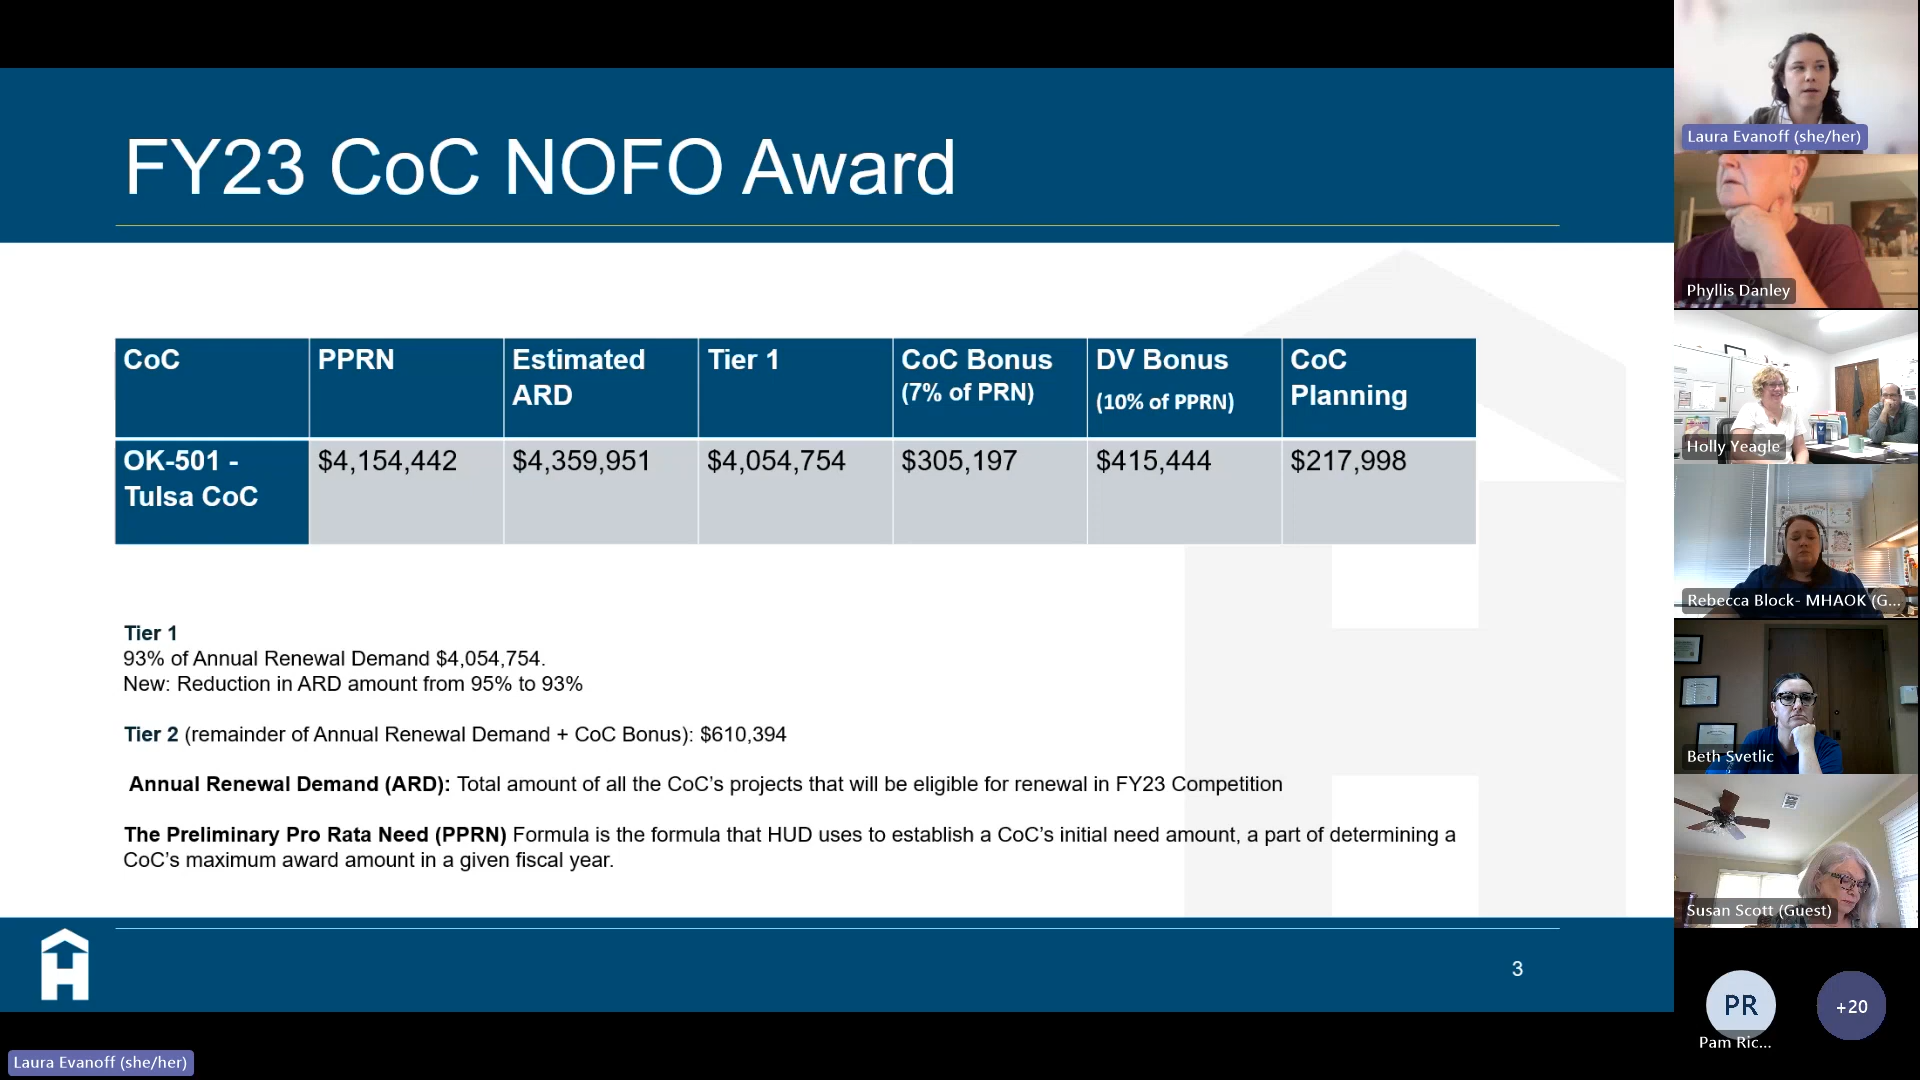 FY23 CoC NOFO Award
CoC
PPRN
Estimated
ARD
Tier 1
CoC Bonus
(7% of PRN)
DV Bonus
(10% of PPRN)
CoC
Planning
OK-501 -
Tulsa CoC
$4,154,442
$4,359,951
$4,054,754
$305,197
$415,444
$217,998
Tier 1
93% of Annual Renewal Demand $4,054,754.
New: Reduction in ARD amount from 95% to 93%
Tier 2 (remainder of Annual Renewal Demand + CoC Bonus): $610,394
Annual Renewal Demand (ARD): Total amount of all the CoC’s projects that will be eligible for renewal in FY23 Competition
The Preliminary Pro Rata Need (PPRN) Formula is the formula that HUD uses to establish a CoC’s initial need amount, a part of determining a
CoC’s maximum award amount in a given fiscal year.
H
3
Laura Evanoff (she/her)
Laura Evanoff (she/her)
Phyllis Danley
Holly Yeagle
Rebecca Block- MHAOK (G...
Beth Svetlic
Susan Scott (Guest)
PR
Pam Ric...
+20